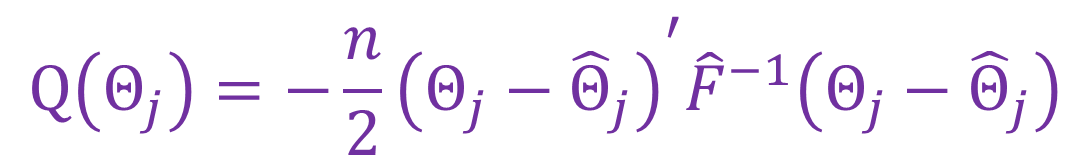 Q(Θ_j) = −n/2 (Θ_j − Θ̂_j)′ F̂^−1 (Θ_j − Θ̂_j)